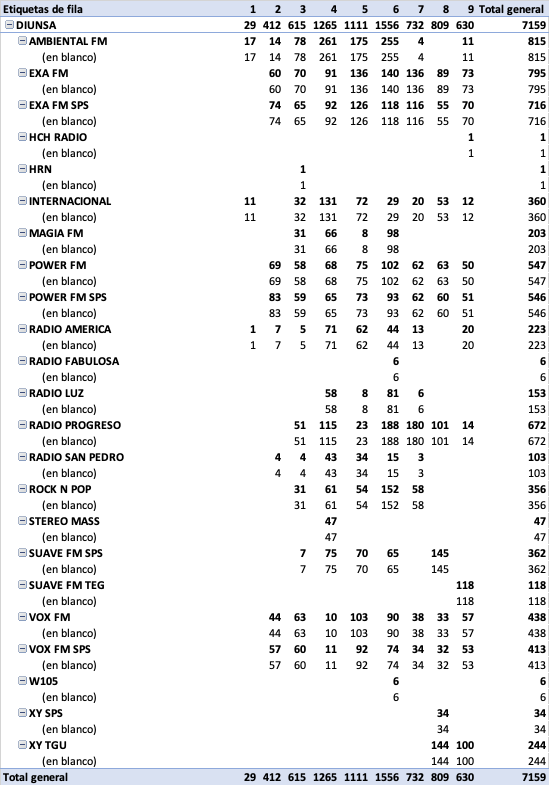 Etiquetas de fila 1 2 3 4 5 6 7 8 9 Total general
DIUNSA 29 412 615 1265 1111 1556 732 809 630 7159
AMBIENTAL FM 17 14 78 261 175 255 4 11 815
(en blanco) 17 14 78 261 175 255 4 11 815
EXA FM 60 70 91 136 140 136 89 73 795
(en blanco) 60 70 91 136 140 136 89 73 795
EXA FM SPS 74 65 92 126 118 116 55 70 716
(en blanco) 74 65 92 126 118 116 55 70 716
HCH RADIO 1 1
(en blanco) 1 1
HRN 1 1
(en blanco) 1 1
INTERNACIONAL 11 32 131 72 29 20 53 12 360
(en blanco) 11 32 131 72 29 20 53 12 360
MAGIA FM 31 66 8 98 203
(en blanco) 31 66 8 98 203
POWER FM 69 58 68 75 102 62 63 50 547
(en blanco) 69 58 68 75 102 62 63 50 547
POWER FM SPS 83 59 65 73 93 62 60 51 546
(en blanco) 83 59 65 73 93 62 60 51 546
RADIO AMERICA 1 7 5 71 62 44 13 20 223
(en blanco) 1 7 5 71 62 44 13 20 223
RADIO FABULOSA 6 6
(en blanco) 6 6
RADIO LUZ 58 8 81 6 153
(en blanco) 58 8 81 6 153
RADIO PROGRESO 51 115 23 188 180 101 14 672
(en blanco) 51 115 23 188 180 101 14 672
RADIO SAN PEDRO 4 4 43 34 15 3 103
(en blanco) 4 4 43 34 15 3 103
ROCK N POP 31 61 54 152 58 356
(en blanco) 31 61 54 152 58 356
STEREO MASS 47 47
(en blanco) 47 47
SUAVE FM SPS 7 75 70 65 145 362
(en blanco) 7 75 70 65 145 362
SUAVE FM TEG 118 118
(en blanco) 118 118
VOX FM 44 63 10 103 90 38 33 57 438
(en blanco) 44 63 10 103 90 38 33 57 438
VOX FM SPS 57 60 11 92 74 34 32 53 413
(en blanco) 57 60 11 92 74 34 32 53 413
W105 6 6
(en blanco) 6 6
XY SPS 34 34
(en blanco) 34 34
XY TGU 144 100 244
(en blanco) 144 100 244
Total general 29 412 615 1265 1111 1556 732 809 630 7159